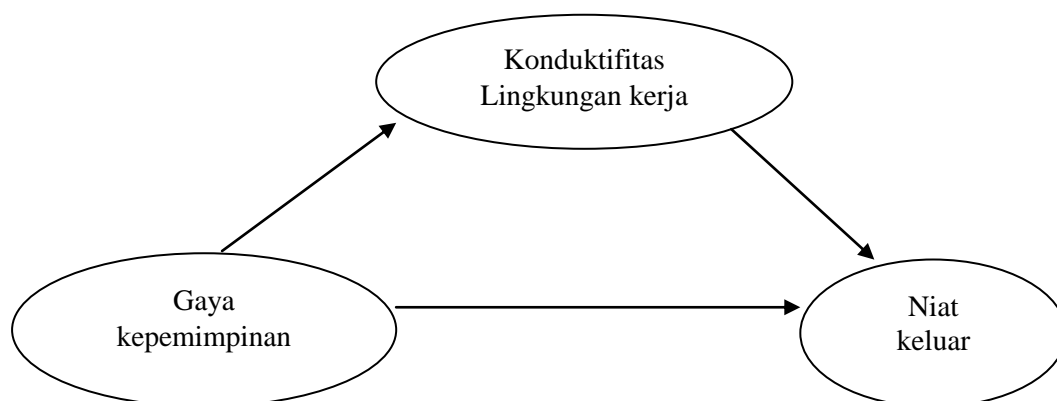 Konduktifitas
Lingkungan kerja
Gaya
kepemimpinan
Niat
keluar